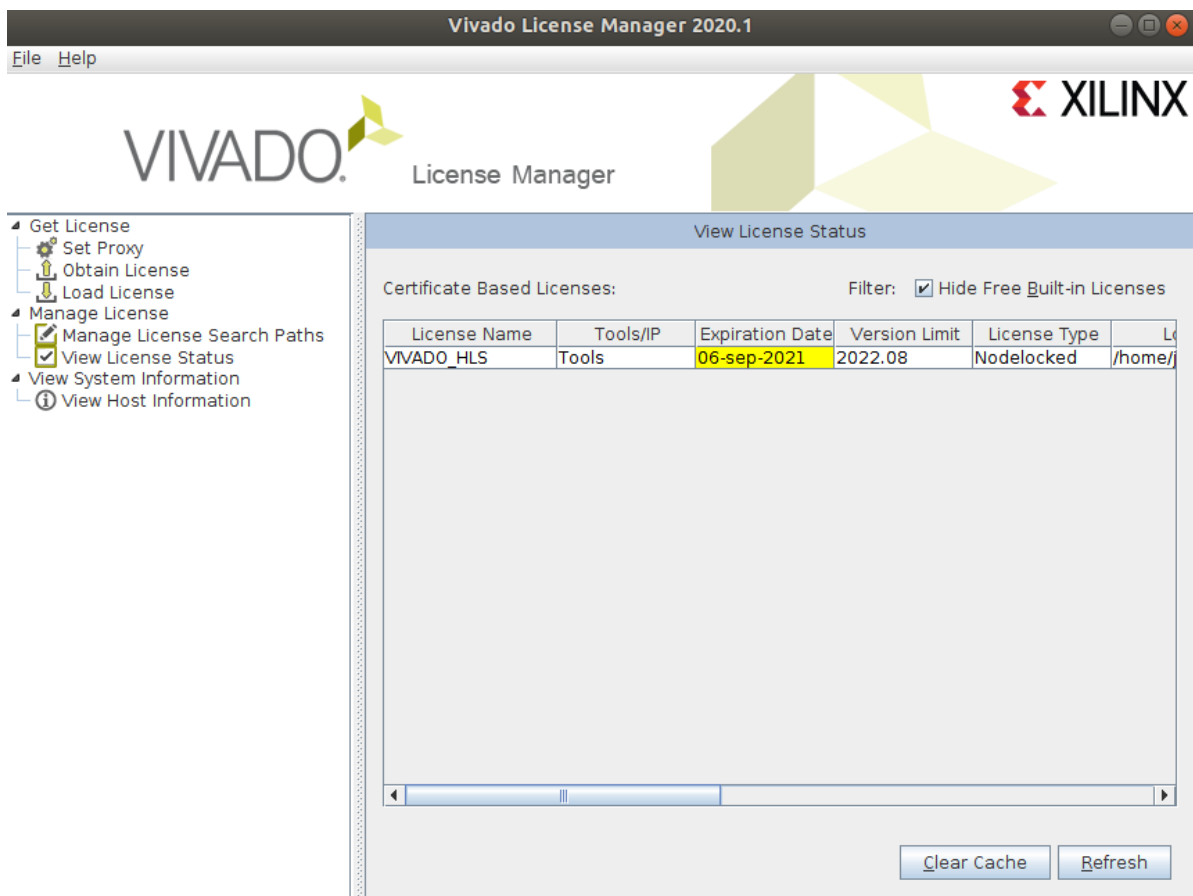 Vivado License Manager 2020.1
File Help
XILINX
VIVADO. License Manager
Get License
Set Proxy
Obtain License
Load License
Manage License
Manage License Search Paths
View License Status
View System Information
View Host Information
View License Status
Certificate Based Licenses: Filter: Hide Free Built-in Licenses
License Name Tools/IP Expiration Date Version Limit License Type
VIVADO_HLS Tools 06-sep-2021 2022.08 Nodelocked /home/j
Clear Cache Refresh